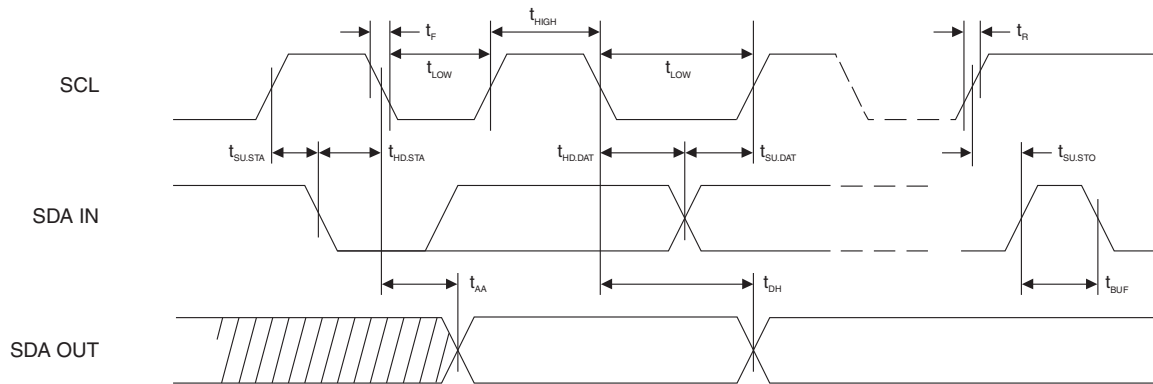 tHIGH
tF
tR
tLOW
tLOW
SCL
tSU.STA
tHD.STA
tHD.DAT
tSU.DAT
tSU.STO
SDA IN
tAA
tDH
tBUF
SDA OUT